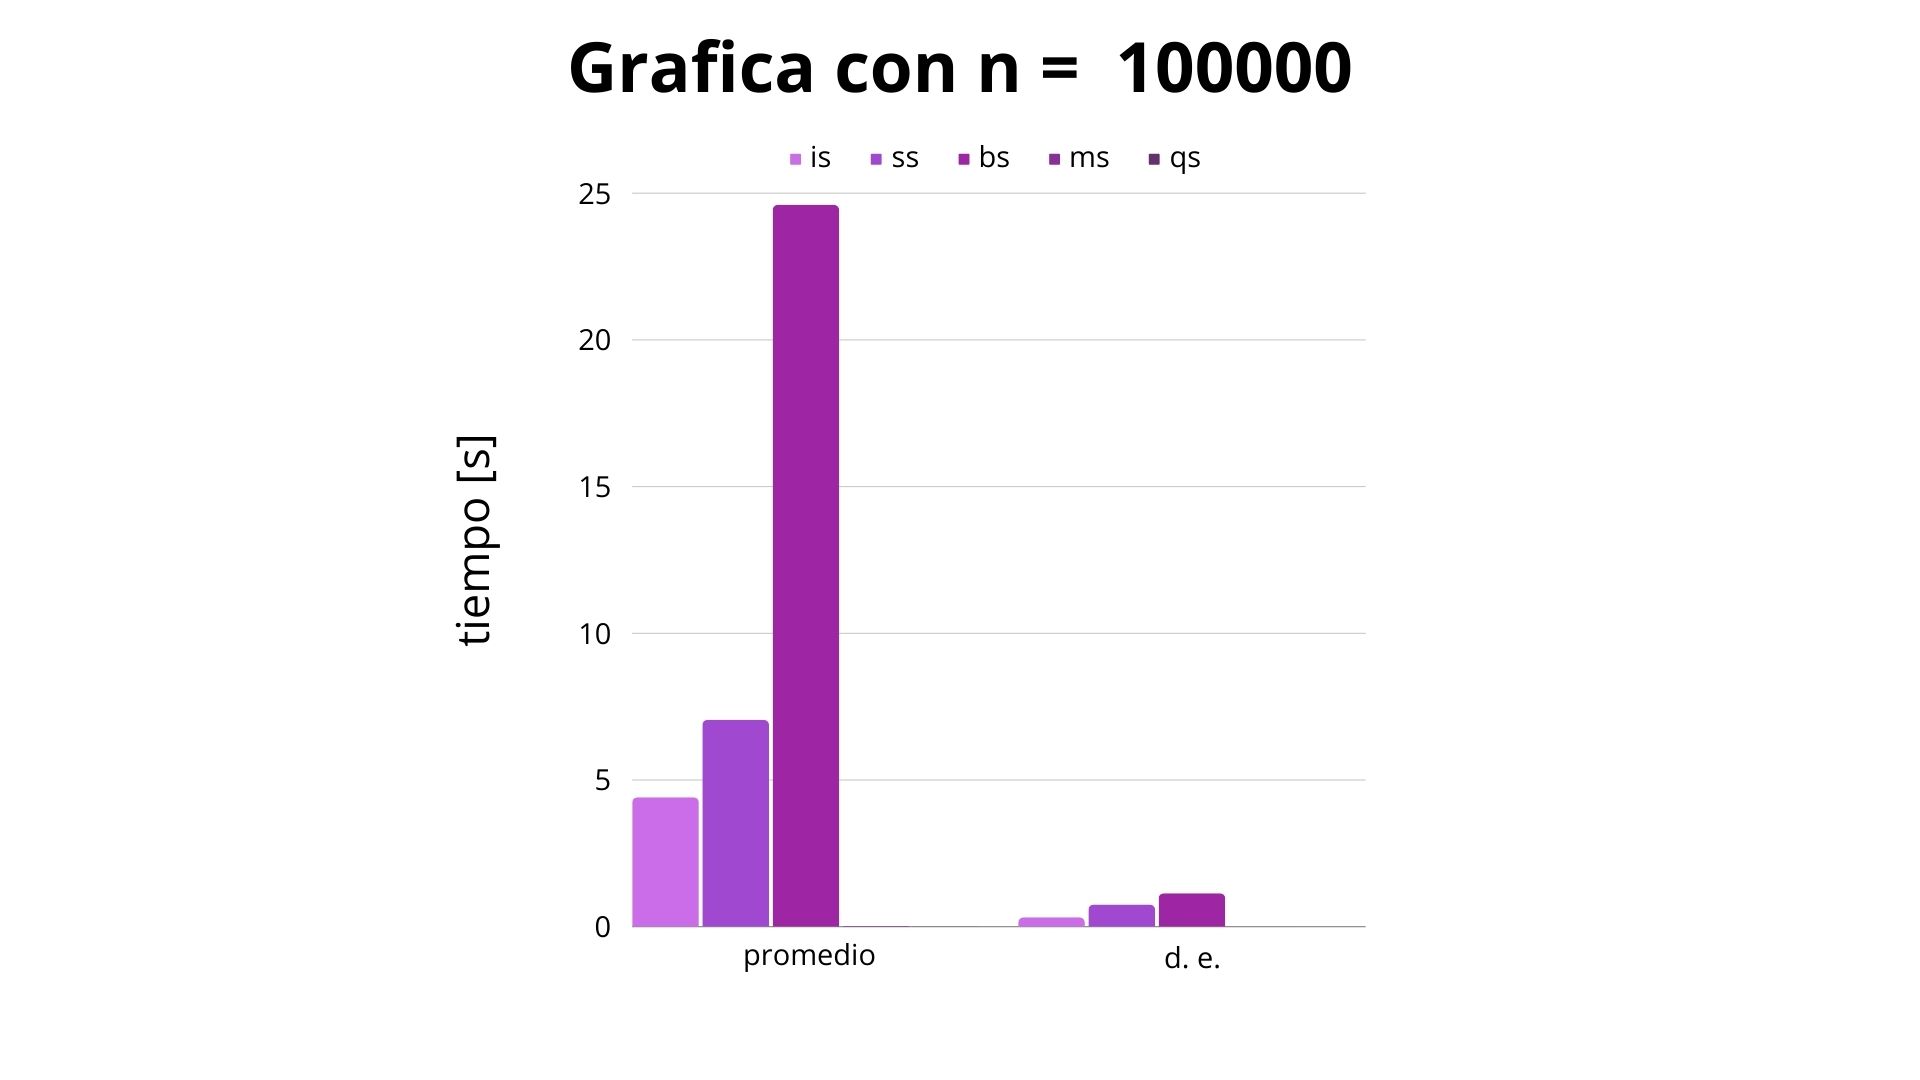 Grafica con n = 100000
is ss bs ms qs
25
20
15
10
5
0
tiempo [s]
promedio
d. e.